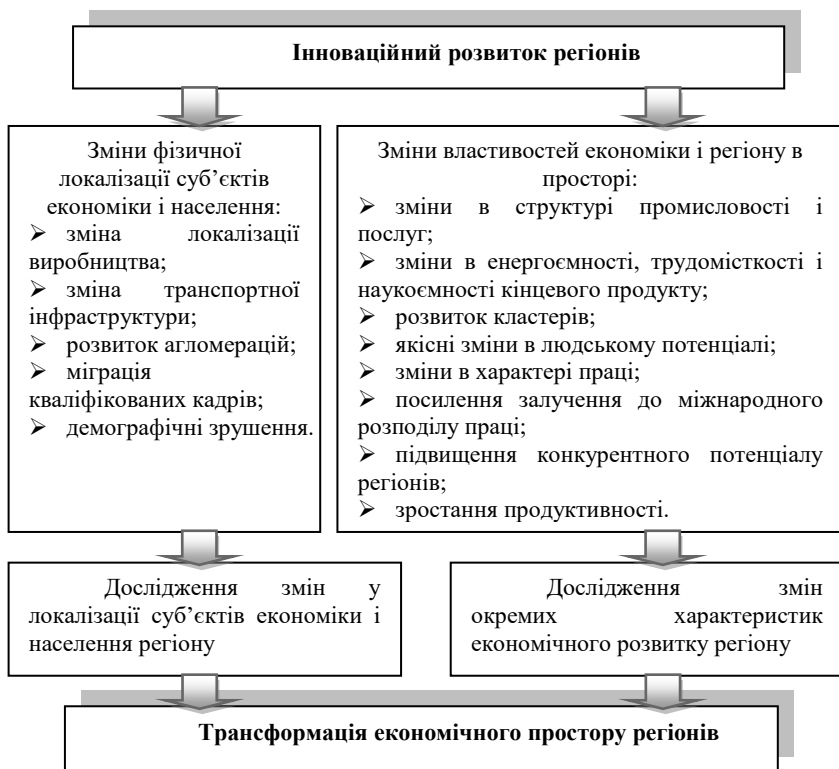 Інноваційний розвиток регіонів
Зміни фізичної
локалізації суб’єктів
економіки і населення:
➢ зміна локалізації
виробництва;
➢ зміна транспортної
інфраструктури;
➢ розвиток агломерацій;
➢ міграція
кваліфікованих кадрів;
➢ демографічні зрушення.
Зміни властивостей економіки і регіону в
просторі:
➢ зміни в структурі промисловості і
послуг;
➢ зміни в енергоємності, трудомісткості і
наукоємності кінцевого продукту;
➢ розвиток кластерів;
➢ якісні зміни в людському потенціалі;
➢ зміни в характері праці;
➢ посилення залучення до міжнародного
розподілу праці;
➢ підвищення конкурентного потенціалу
регіонів;
➢ зростання продуктивності.
Дослідження змін у
локалізації суб’єктів економіки і
населення регіону
Дослідження змін
окремих характеристик
економічного розвитку регіону
Трансформація економічного простору регіонів